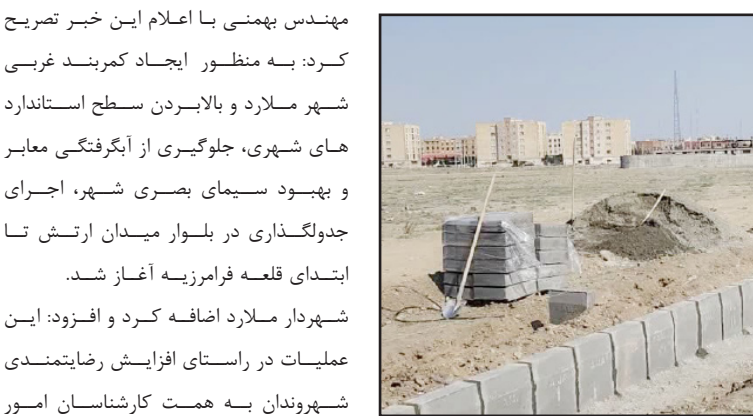 مهندس بهمنی با اعلام این خبر تصریح
کرد: به منظور ایجاد کمربند غربی
شهر ملارد و بالابردن سطح استاندارد
های شهری، جلوگیری از آبگرفتگی معابر
و بهبود سیمای بصری شهر، اجرای
جدولگذاری در بلوار میدان ارتش تا
ابتدای قلعه فرامرزیه آغاز شد.
شهردار ملارد اضافه کرد و افزود: این
عملیات در راستای افزایش رضایتمندی
شهروندان به همت کارشناسان امور